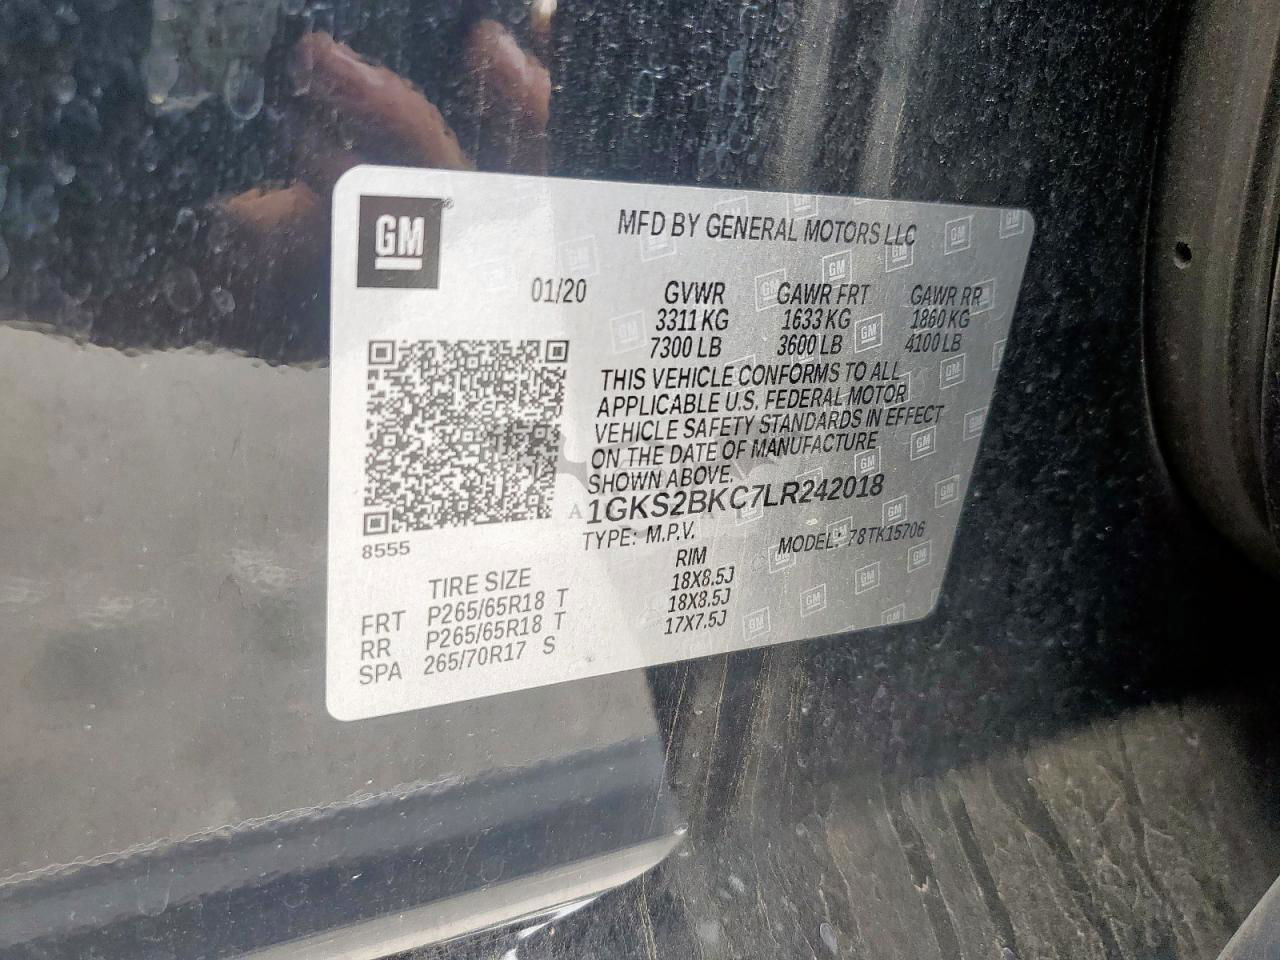 GM
MFD BY GENERAL MOTORS LLC
01/20
GVWR GAWR FRT GAWR RR
3311 KG 1633 KG 1860 KG
7300 LB 3600 LB 4100 LB
THIS VEHICLE CONFORMS TO ALL
APPLICABLE U.S. FEDERAL MOTOR
VEHICLE SAFETY STANDARDS IN EFFECT
ON THE DATE OF MANUFACTURE
SHOWN ABOVE.
1GKS2BKC7LR242018
TYPE: M.P.V. MODEL: 78TK15706
8555
TIRE SIZE RIM
FRT P265/65R18 T 18X8.5J
RR P265/65R18 T 18X8.5J
SPA 265/70R17 S 17X7.5J